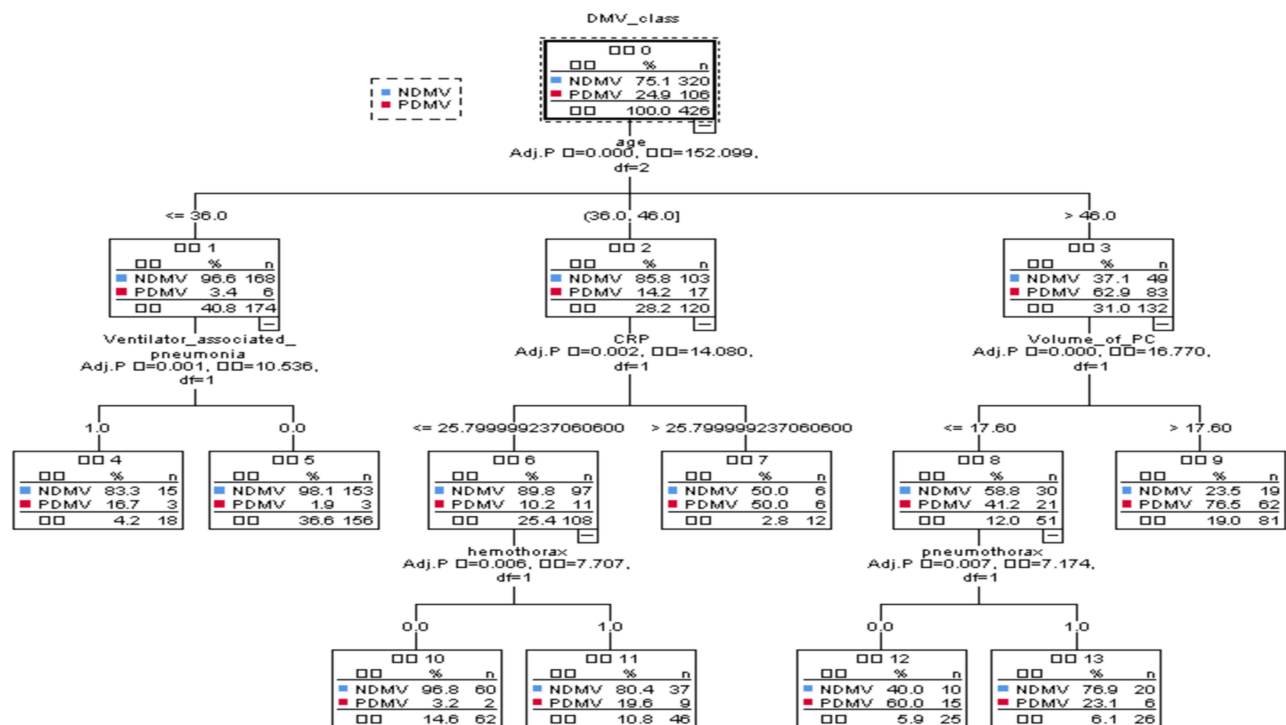 DMV_class
NDMV
PDMV
□□ 0
□□ % n
NDMV 75.1 320
PDMV 24.9 106
□□ 100.0 426
age
Adj.P □=0.000, □□=152.099,
df=2
<= 36.0
(36.0, 46.0]
> 46.0
□□ 1
□□ % n
NDMV 96.6 168
PDMV 3.4 6
□□ 40.8 174
□□ 2
□□ % n
NDMV 85.8 103
PDMV 14.2 17
□□ 28.2 120
□□ 3
□□ % n
NDMV 37.1 49
PDMV 62.9 83
□□ 31.0 132
Ventilator_associated_
pneumonia
Adj.P □=0.001, □□=10.536,
df=1
CRP
Adj.P □=0.002, □□=14.080,
df=1
Volume_of_PC
Adj.P □=0.000, □□=16.770,
df=1
1.0
0.0
<= 25.7999999237060600
> 25.7999999237060600
<= 17.60
> 17.60
□□ 4
□□ % n
NDMV 83.3 15
PDMV 16.7 3
□□ 4.2 18
□□ 5
□□ % n
NDMV 98.1 153
PDMV 1.9 3
□□ 36.6 156
□□ 6
□□ % n
NDMV 89.8 97
PDMV 10.2 11
□□ 25.4 108
□□ 7
□□ % n
NDMV 50.0 6
PDMV 50.0 6
□□ 2.8 12
□□ 8
□□ % n
NDMV 58.8 30
PDMV 41.2 21
□□ 12.0 51
□□ 9
□□ % n
NDMV 23.5 19
PDMV 76.5 62
□□ 19.0 81
hemothorax
Adj.P □=0.006, □□=7.707,
df=1
pneumothorax
Adj.P □=0.007, □□=7.174,
df=1
0.0
1.0
0.0
1.0
□□ 10
□□ % n
NDMV 96.8 60
PDMV 3.2 2
□□ 14.6 62
□□ 11
□□ % n
NDMV 80.4 37
PDMV 19.6 9
□□ 10.8 46
□□ 12
□□ % n
NDMV 40.0 10
PDMV 60.0 15
□□ 5.9 25
□□ 13
□□ % n
NDMV 76.9 20
PDMV 23.1 6
□□ 6.1 26